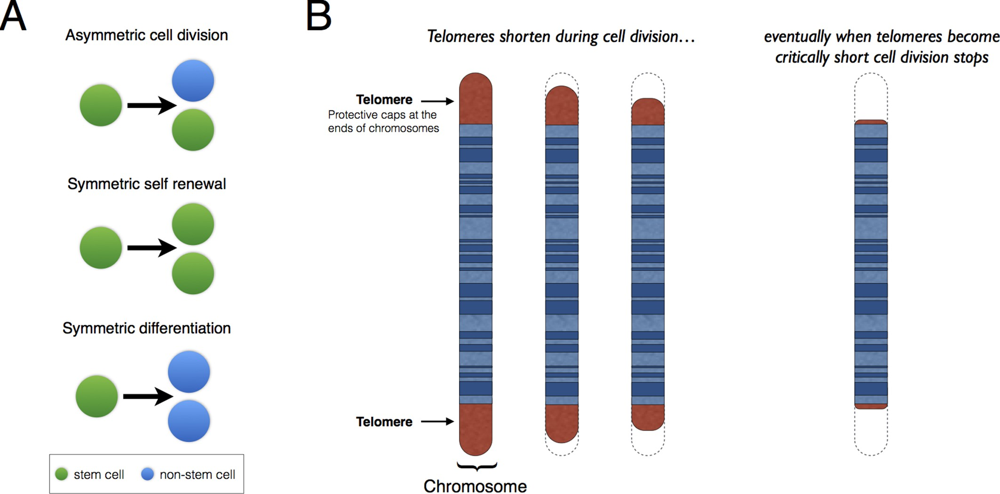 A
Asymmetric cell division
Symmetric self renewal
Symmetric differentiation
stem cell
non-stem cell
B
Telomeres shorten during cell division…
eventually when telomeres become
critically short cell division stops
Telomere
Protective caps at the
ends of chromosomes
Telomere
Chromosome